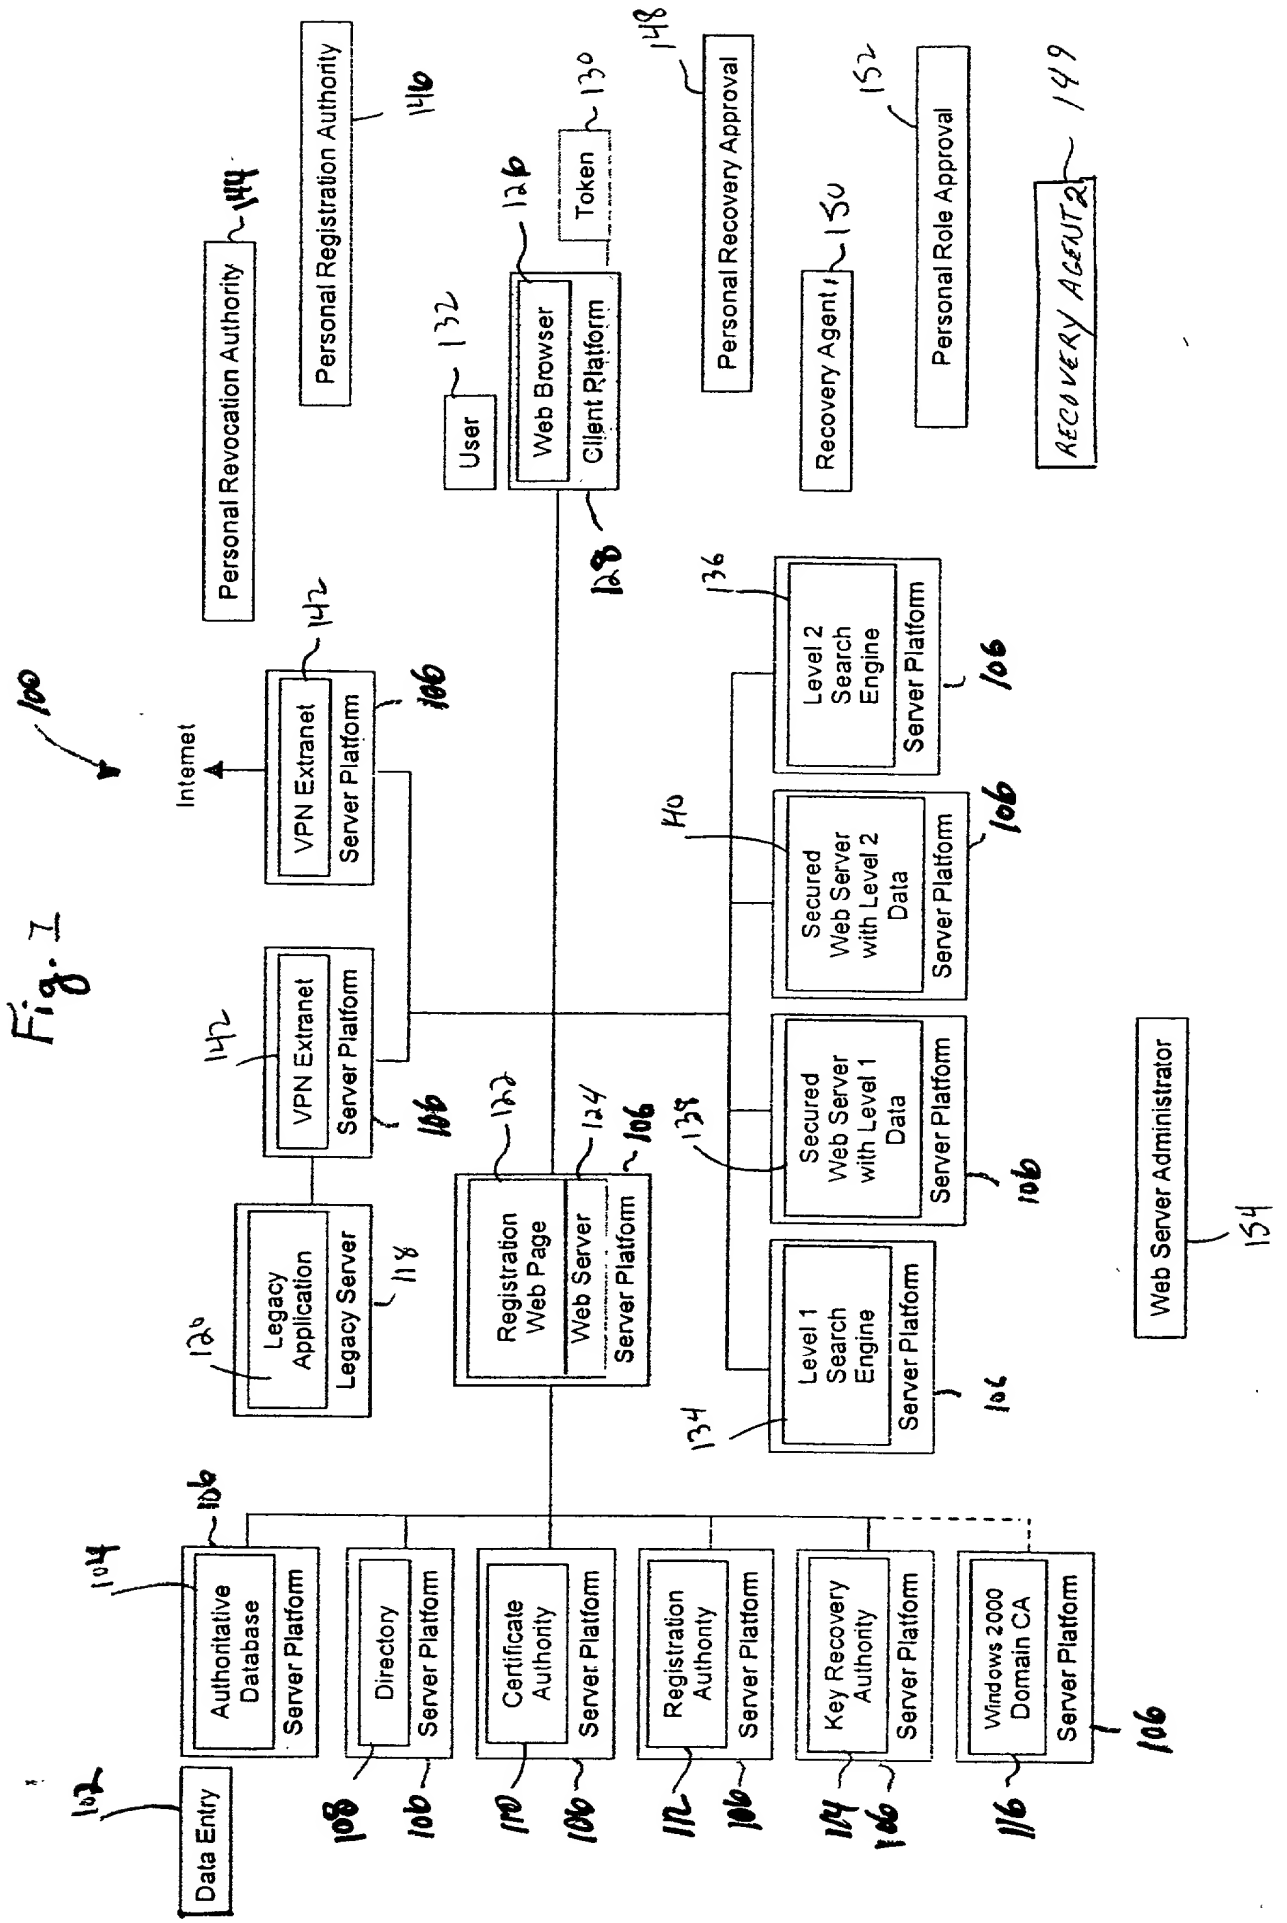 Fig. 1
100
102
Data Entry
104
106
Authoritative
Database
Server Platform
108
Directory
Server Platform
106
110
Certificate
Authority
Server Platform
106
112
Registration
Authority
Server Platform
106
Key Recovery
Authority
Server Platform
106
116
Windows 2000
Domain CA
Server Platform
106
120
Legacy
Application
Legacy Server
118
142
VPN Extranet
Server Platform
106
Internet
142
VPN Extranet
Server Platform
106
122
Registration
Web Page
124
Web Server
Server Platform
106
134
Level 1
Search
Engine
Server Platform
106
138
Secured
Web Server
with Level 1
Data
Server Platform
106
140
Secured
Web Server
with Level 2
Data
Server Platform
106
136
Level 2
Search
Engine
Server Platform
106
132
User
126
Web Browser
Client Platform
128
Token
130
Personal Revocation Authority
144
Personal Registration Authority
146
Personal Recovery Approval
148
Recovery Agent 1
150
Personal Role Approval
152
RECOVERY AGENT 2
149
Web Server Administrator
154